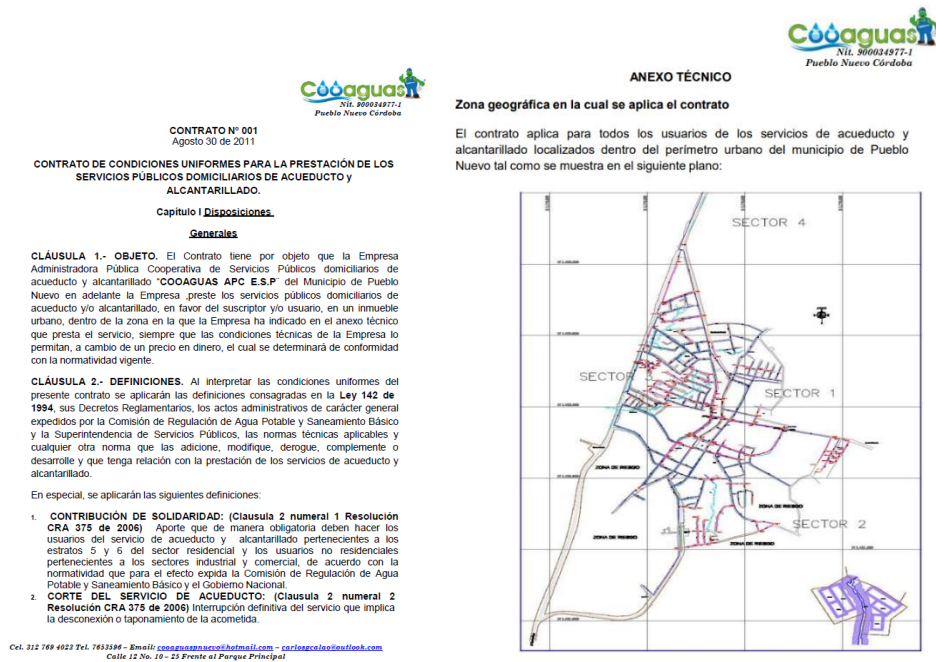 Cooaguas
Nit. 900034977-1
Pueblo Nuevo Córdoba
CONTRATO Nº 001
Agosto 30 de 2011
CONTRATO DE CONDICIONES UNIFORMES PARA LA PRESTACIÓN DE LOS
SERVICIOS PÚBLICOS DOMICILIARIOS DE ACUEDUCTO y
ALCANTARILLADO.
Capítulo I Disposiciones
Generales
CLÁUSULA 1.- OBJETO. El Contrato tiene por objeto que la Empresa
Administradora Pública Cooperativa de Servicios Públicos domiciliarios de
acueducto y alcantarillado "COOAGUAS APC E.S.P¨ del Municipio de Pueblo
Nuevo en adelante la Empresa ,preste los servicios públicos domiciliarios de
acueducto y/o alcantarillado, en favor del suscriptor y/o usuario, en un inmueble
urbano, dentro de la zona en la que la Empresa ha indicado en el anexo técnico
que presta el servicio, siempre que las condiciones técnicas de la Empresa lo
permitan, a cambio de un precio en dinero, el cual se determinará de conformidad
con la normatividad vigente.
CLÁUSULA 2.- DEFINICIONES. Al interpretar las condiciones uniformes del
presente contrato se aplicarán las definiciones consagradas en la Ley 142 de
1994, sus Decretos Reglamentarios, los actos administrativos de carácter general
expedidos por la Comisión de Regulación de Agua Potable y Saneamiento Básico
y la Superintendencia de Servicios Públicos, las normas técnicas aplicables y
cualquier otra norma que las adicione, modifique, derogue, complemente o
desarrolle y que tenga relación con la prestación de los servicios de acueducto y
alcantarillado.
En especial, se aplicarán las siguientes definiciones:
1. CONTRIBUCIÓN DE SOLIDARIDAD: (Clausula 2 numeral 1 Resolución
CRA 375 de 2006) Aporte que de manera obligatoria deben hacer los
usuarios del servicio de acueducto y alcantarillado pertenecientes a los
estratos 5 y 6 del sector residencial y los usuarios no residenciales
pertenecientes a los sectores industrial y comercial, de acuerdo con la
normatividad que para el efecto expida la Comisión de Regulación de Agua
Potable y Saneamiento Básico y el Gobierno Nacional.
2. CORTE DEL SERVICIO DE ACUEDUCTO: (Clausula 2 numeral 2
Resolución CRA 375 de 2006) Interrupción definitiva del servicio que implica
la desconexión o taponamiento de la acometida.
Cel. 312 769 4023 Tel. 7653596 – Email: cooaguaspnuevo@hotmail.com – carlosgcalao@outlook.com
Calle 12 No. 10 – 25 Frente al Parque Principal
Cooaguas
Nit. 900034977-1
Pueblo Nuevo Córdoba
ANEXO TÉCNICO
Zona geográfica en la cual se aplica el contrato
El contrato aplica para todos los usuarios de los servicios de acueducto y
alcantarillado localizados dentro del perímetro urbano del municipio de Pueblo
Nuevo tal como se muestra en el siguiente plano:
SECTOR 4
SECTOR 3
SECTOR 1
ZONA DE RIESGO
ZONA DE RIESGO
SECTOR 2
ZONA DE RIESGO
ZONA DE RIESGO